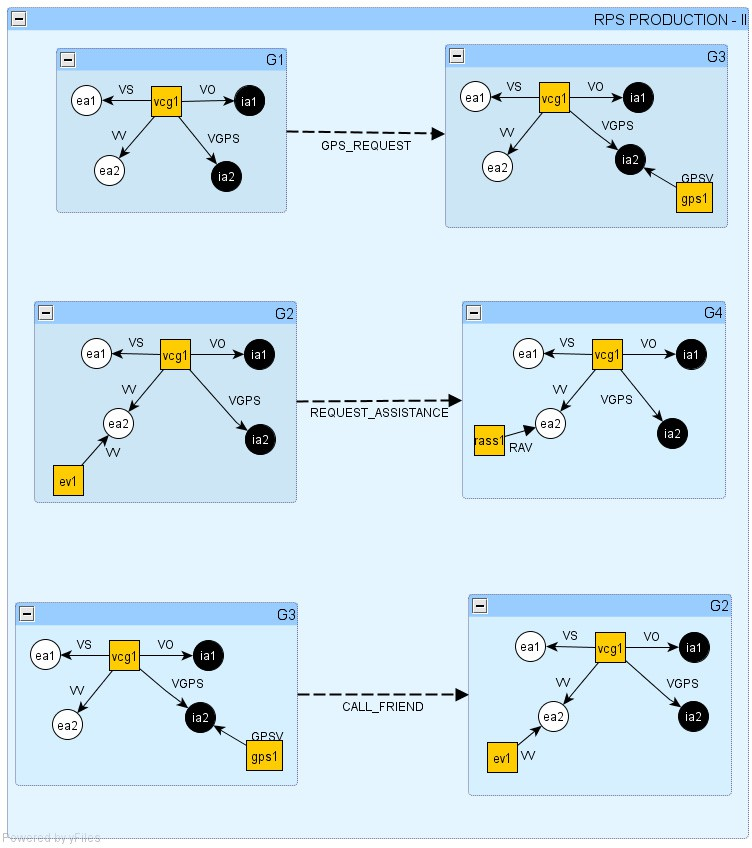 RPS PRODUCTION - II
G1
G3
ea1 VS vcg1 VO ia1
ea1 VS vcg1 VO ia1
VV VGPS
VV VGPS
GPS_REQUEST
ea2 ia2
ea2 ia2
GPSV
gps1
G2
G4
ea1 VS vcg1 VO ia1
ea1 VS vcg1 VO ia1
VV VGPS
VV VGPS
REQUEST_ASSISTANCE
ea2 ia2
ea2 ia2
VV
rass1 RAV
ev1
G3
G2
ea1 VS vcg1 VO ia1
ea1 VS vcg1 VO ia1
VV VGPS
VV VGPS
CALL_FRIEND
ea2 ia2
ea2 ia2
GPSV
gps1
ev1 VV
Powered by yFiles